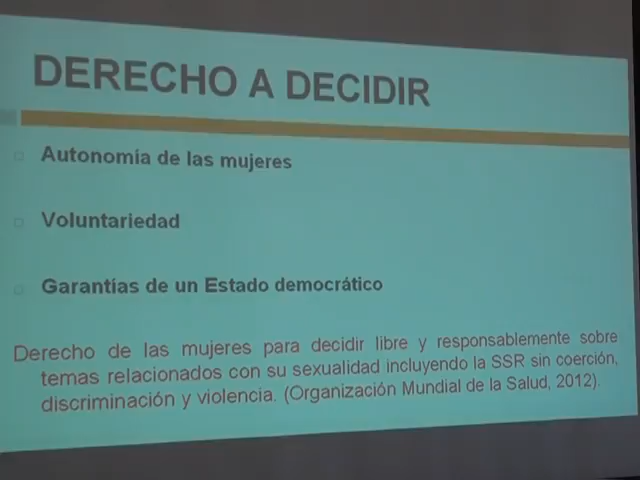 DERECHO A DECIDIR
Autonomía de las mujeres
Voluntariedad
Garantías de un Estado democrático
Derecho de las mujeres para decidir libre y responsablemente sobre
temas relacionados con su sexualidad incluyendo la SSR sin coerción,
discriminación y violencia. (Organización Mundial de la Salud, 2012).